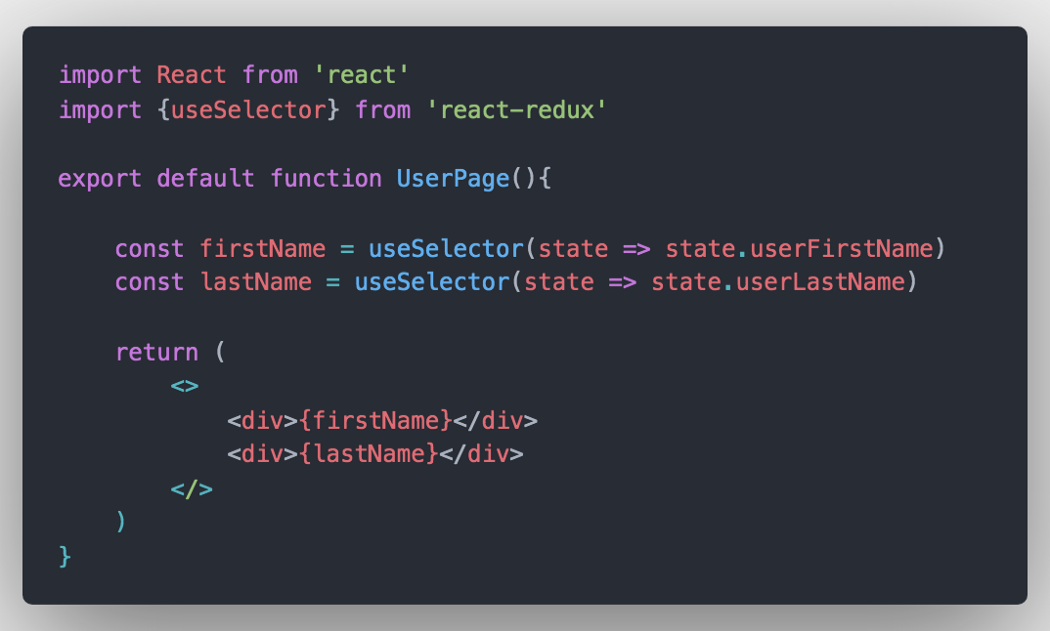 import React from 'react'
import {useSelector} from 'react-redux'
export default function UserPage(){
const firstName = useSelector(state => state.userFirstName)
const lastName = useSelector(state => state.userLastName)
return (
<>
<div>{firstName}</div>
<div>{lastName}</div>
</>
)
}